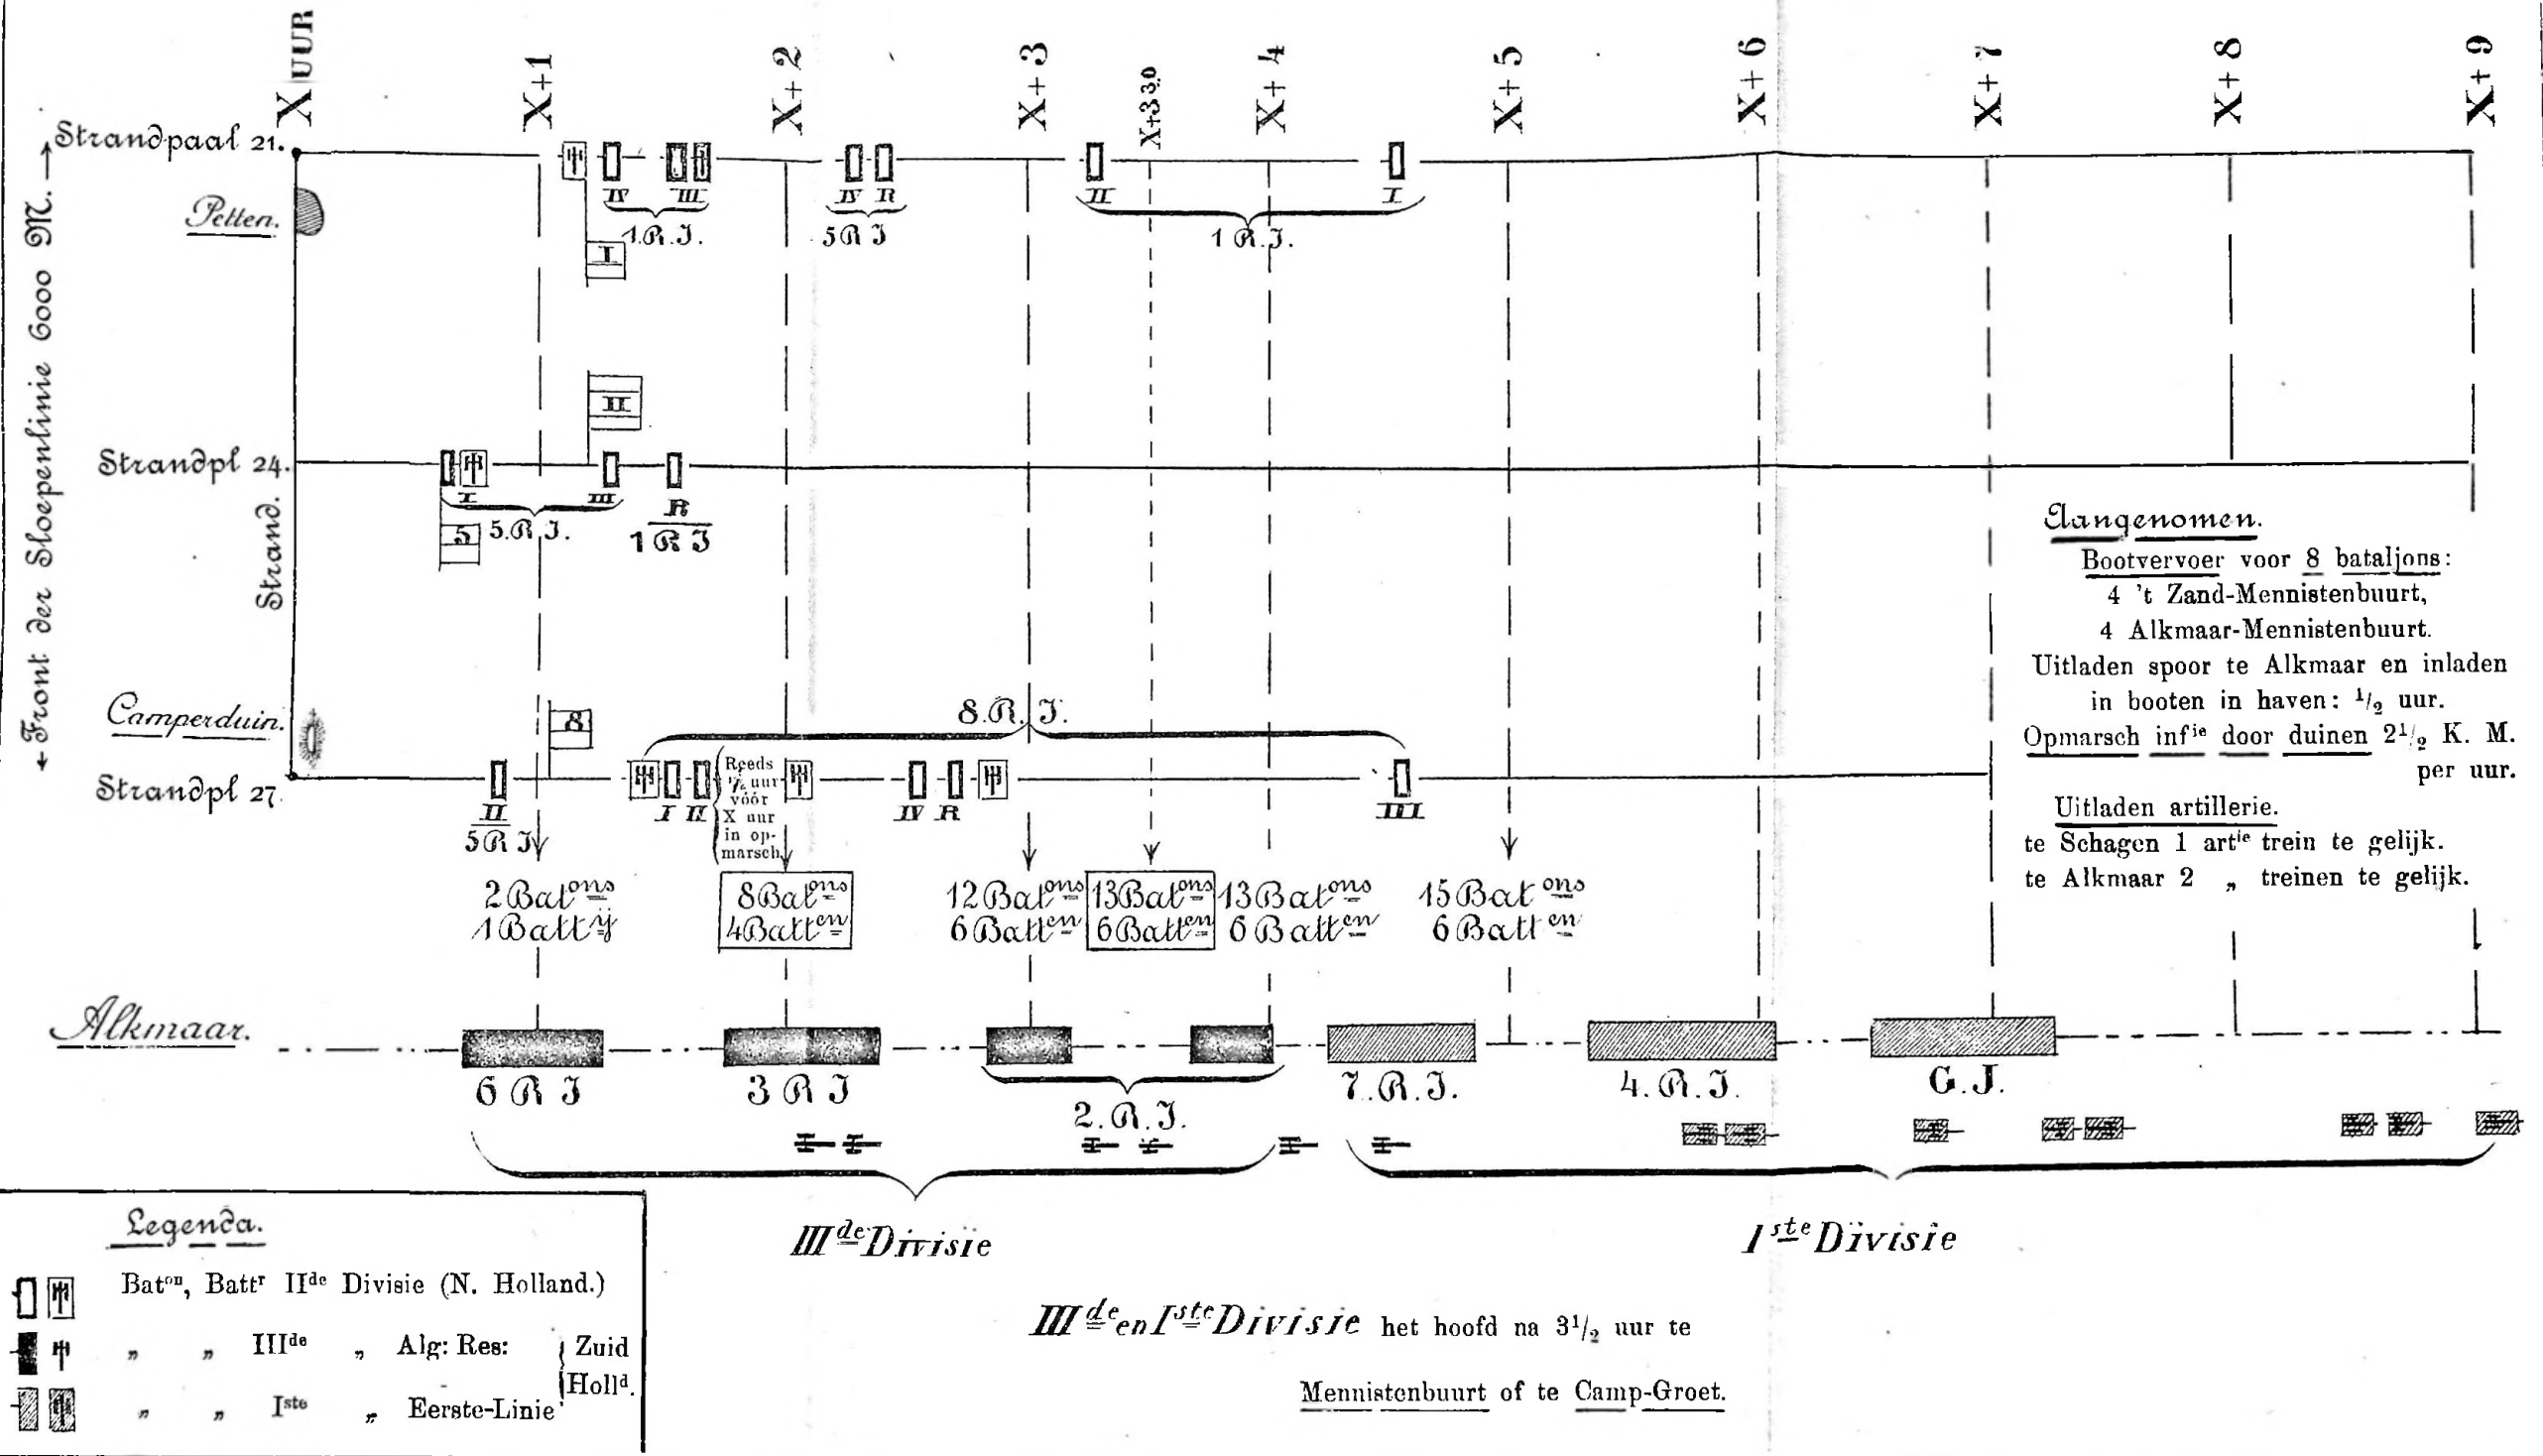 X UUR
X+1
X+2
X+3
X+3 30
X+4
X+5
X+6
X+7
X+8
X+9
Strandpaal 21.
IV III
1.R.I.
IV R
5 R I
II I
1 R.I.
I
Petten.
←Front der Sloepenlinie 6000 M.→
Strand.
II
Strandpl 24.
I III
5 5.R.I.
R
1 R I
Camperduin.
8
8.R.I.
Strandpl 27.
II
5 R I
I II
Reeds
½ uur
vóór
X uur
in op-
marsch
IV R
III
2 Batons
1 Battij
8 Batons
4 Batten
12 Batons
6 Batten
13 Batons
6 Batten
13 Batons
6 Batten
15 Batons
6 Batten
Aangenomen.
Bootvervoer voor 8 bataljons:
4 't Zand-Mennistenbuurt,
4 Alkmaar-Mennistenbuurt.
Uitladen spoor te Alkmaar en inladen
in booten in haven: 1/2 uur.
Opmarsch infie door duinen 2 1/2 K. M.
per uur.
Uitladen artillerie.
te Schagen 1 artie trein te gelijk.
te Alkmaar 2 „ treinen te gelijk.
Alkmaar.
6 R I
3 R I
2.R.I.
7.R.I.
4.R.I.
G.J.
IIIde Divisie
Iste Divisie
IIIde en Iste Divisie het hoofd na 3 1/2 uur te
Mennistenbuurt of te Camp-Groet.
Legenda.
Baton, Battr IIde Divisie (N. Holland.)
„ „ IIIde „ Alg: Res: { Zuid
Holld.
„ „ Iste „ Eerste-Linie